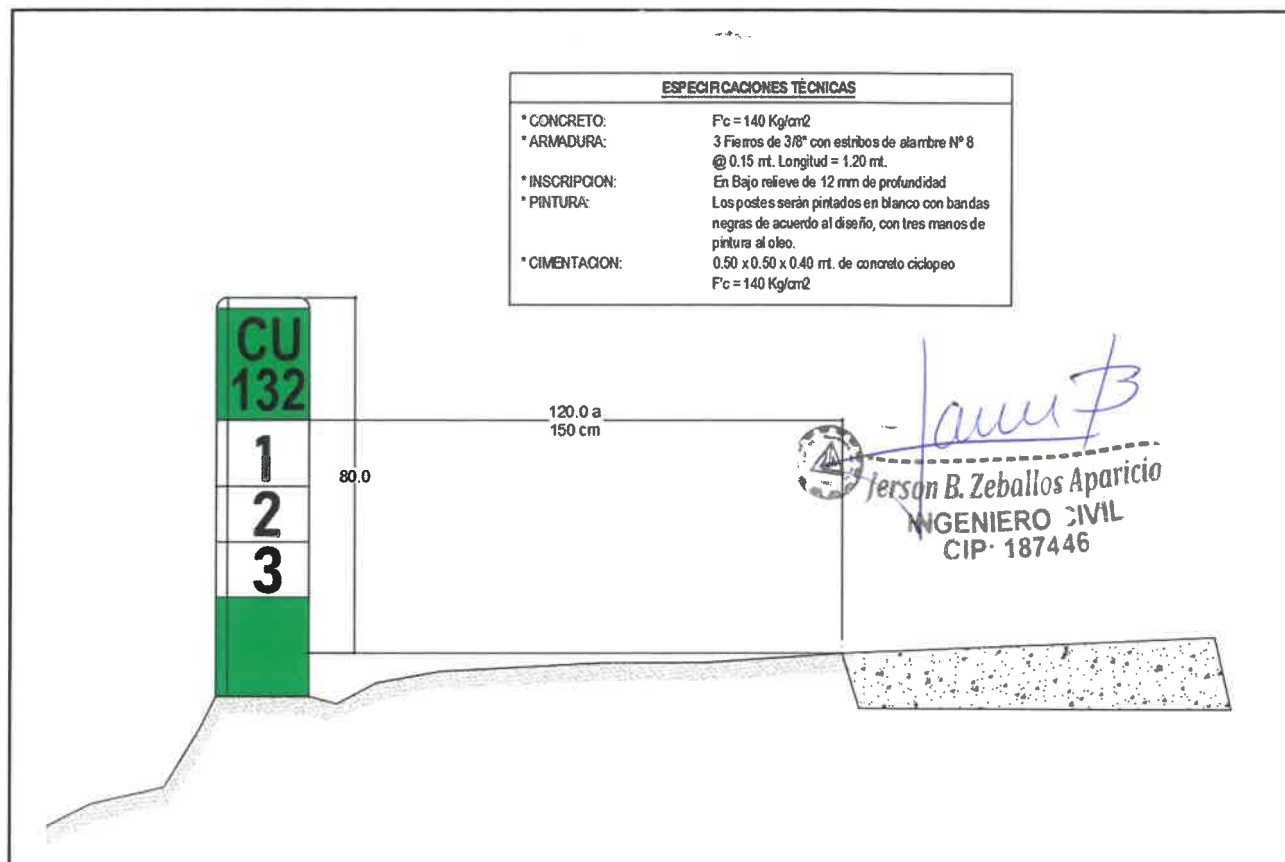 ESPECIFICACIONES TÉCNICAS
* CONCRETO: F'c = 140 Kg/cm2
* ARMADURA: 3 Fierros de 3/8" con estribos de alambre Nº 8
@ 0.15 mt. Longitud = 1.20 mt.
* INSCRIPCION: En Bajo relieve de 12 mm de profundidad
* PINTURA: Los postes serán pintados en blanco con bandas
negras de acuerdo al diseño, con tres manos de
pintura al oleo.
* CIMENTACION: 0.50 x 0.50 x 0.40 mt. de concreto ciclopeo
F'c = 140 Kg/cm2
CU
132
1
2
3
80.0
120.0 a
150 cm
Jerson B. Zeballos Aparicio
INGENIERO CIVIL
CIP: 187446